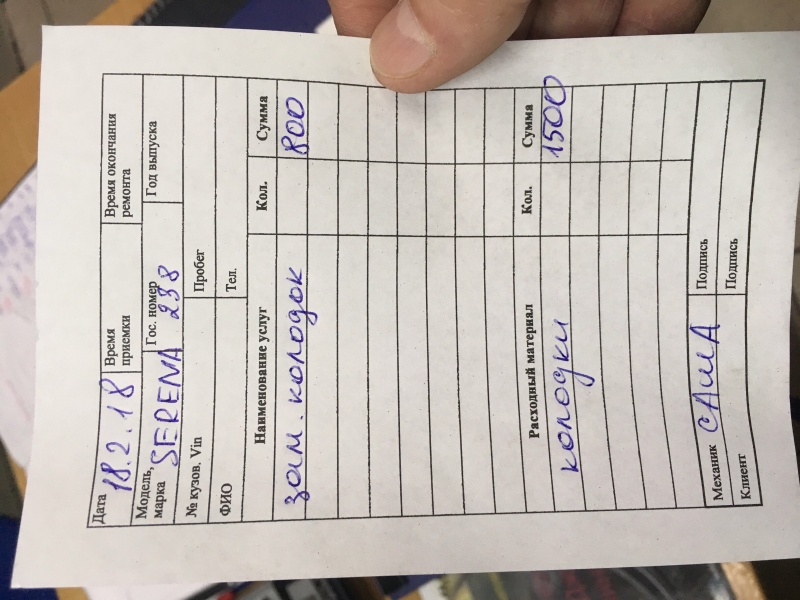 Дата 18.2.18 Время приемки Время окончания ремонта
Модель, марка SERENA Гос. номер 238 Год выпуска
№ кузов. Vin Пробег
ФИО Тел.
Наименование услуг Кол. Сумма
зам. колодок 800
Расходный материал Кол. Сумма
колодки 1500
Механик САША Подпись
Клиент Подпись